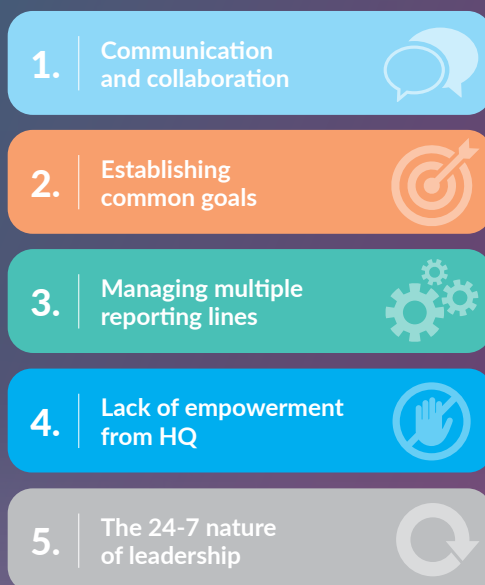 1.
Communication
and collaboration
2.
Establishing
common goals
3.
Managing multiple
reporting lines
4.
Lack of empowerment
from HQ
5.
The 24-7 nature
of leadership